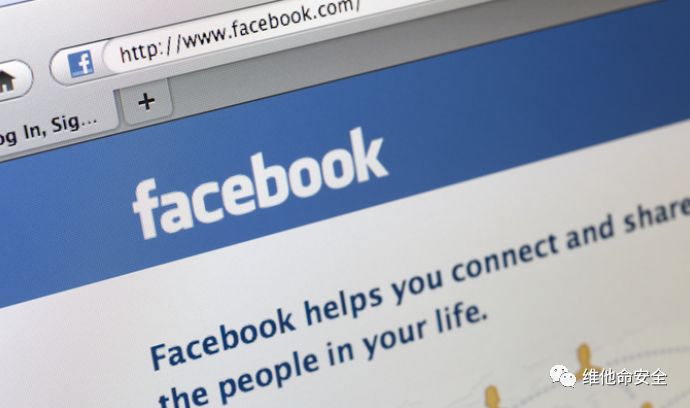 http://www.facebook.com/
og In, Sig...
facebook
Facebook helps you connect and share
the people in your life.
维他命安全